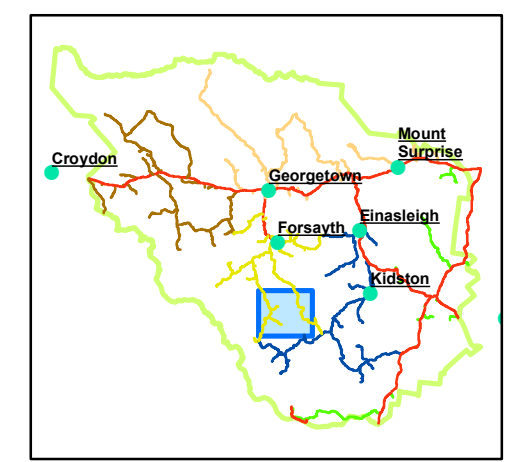 Mount
Surprise
Croydon
Georgetown
Forsayth
Einasleigh
Kidston